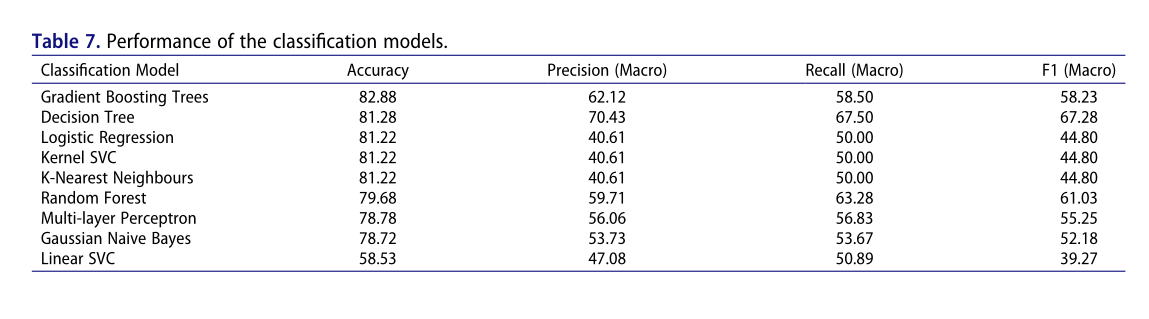 Table 7. Performance of the classification models.
Classification Model Accuracy Precision (Macro) Recall (Macro) F1 (Macro)
Gradient Boosting Trees 82.88 62.12 58.50 58.23
Decision Tree 81.28 70.43 67.50 67.28
Logistic Regression 81.22 40.61 50.00 44.80
Kernel SVC 81.22 40.61 50.00 44.80
K-Nearest Neighbours 81.22 40.61 50.00 44.80
Random Forest 79.68 59.71 63.28 61.03
Multi-layer Perceptron 78.78 56.06 56.83 55.25
Gaussian Naive Bayes 78.72 53.73 53.67 52.18
Linear SVC 58.53 47.08 50.89 39.27